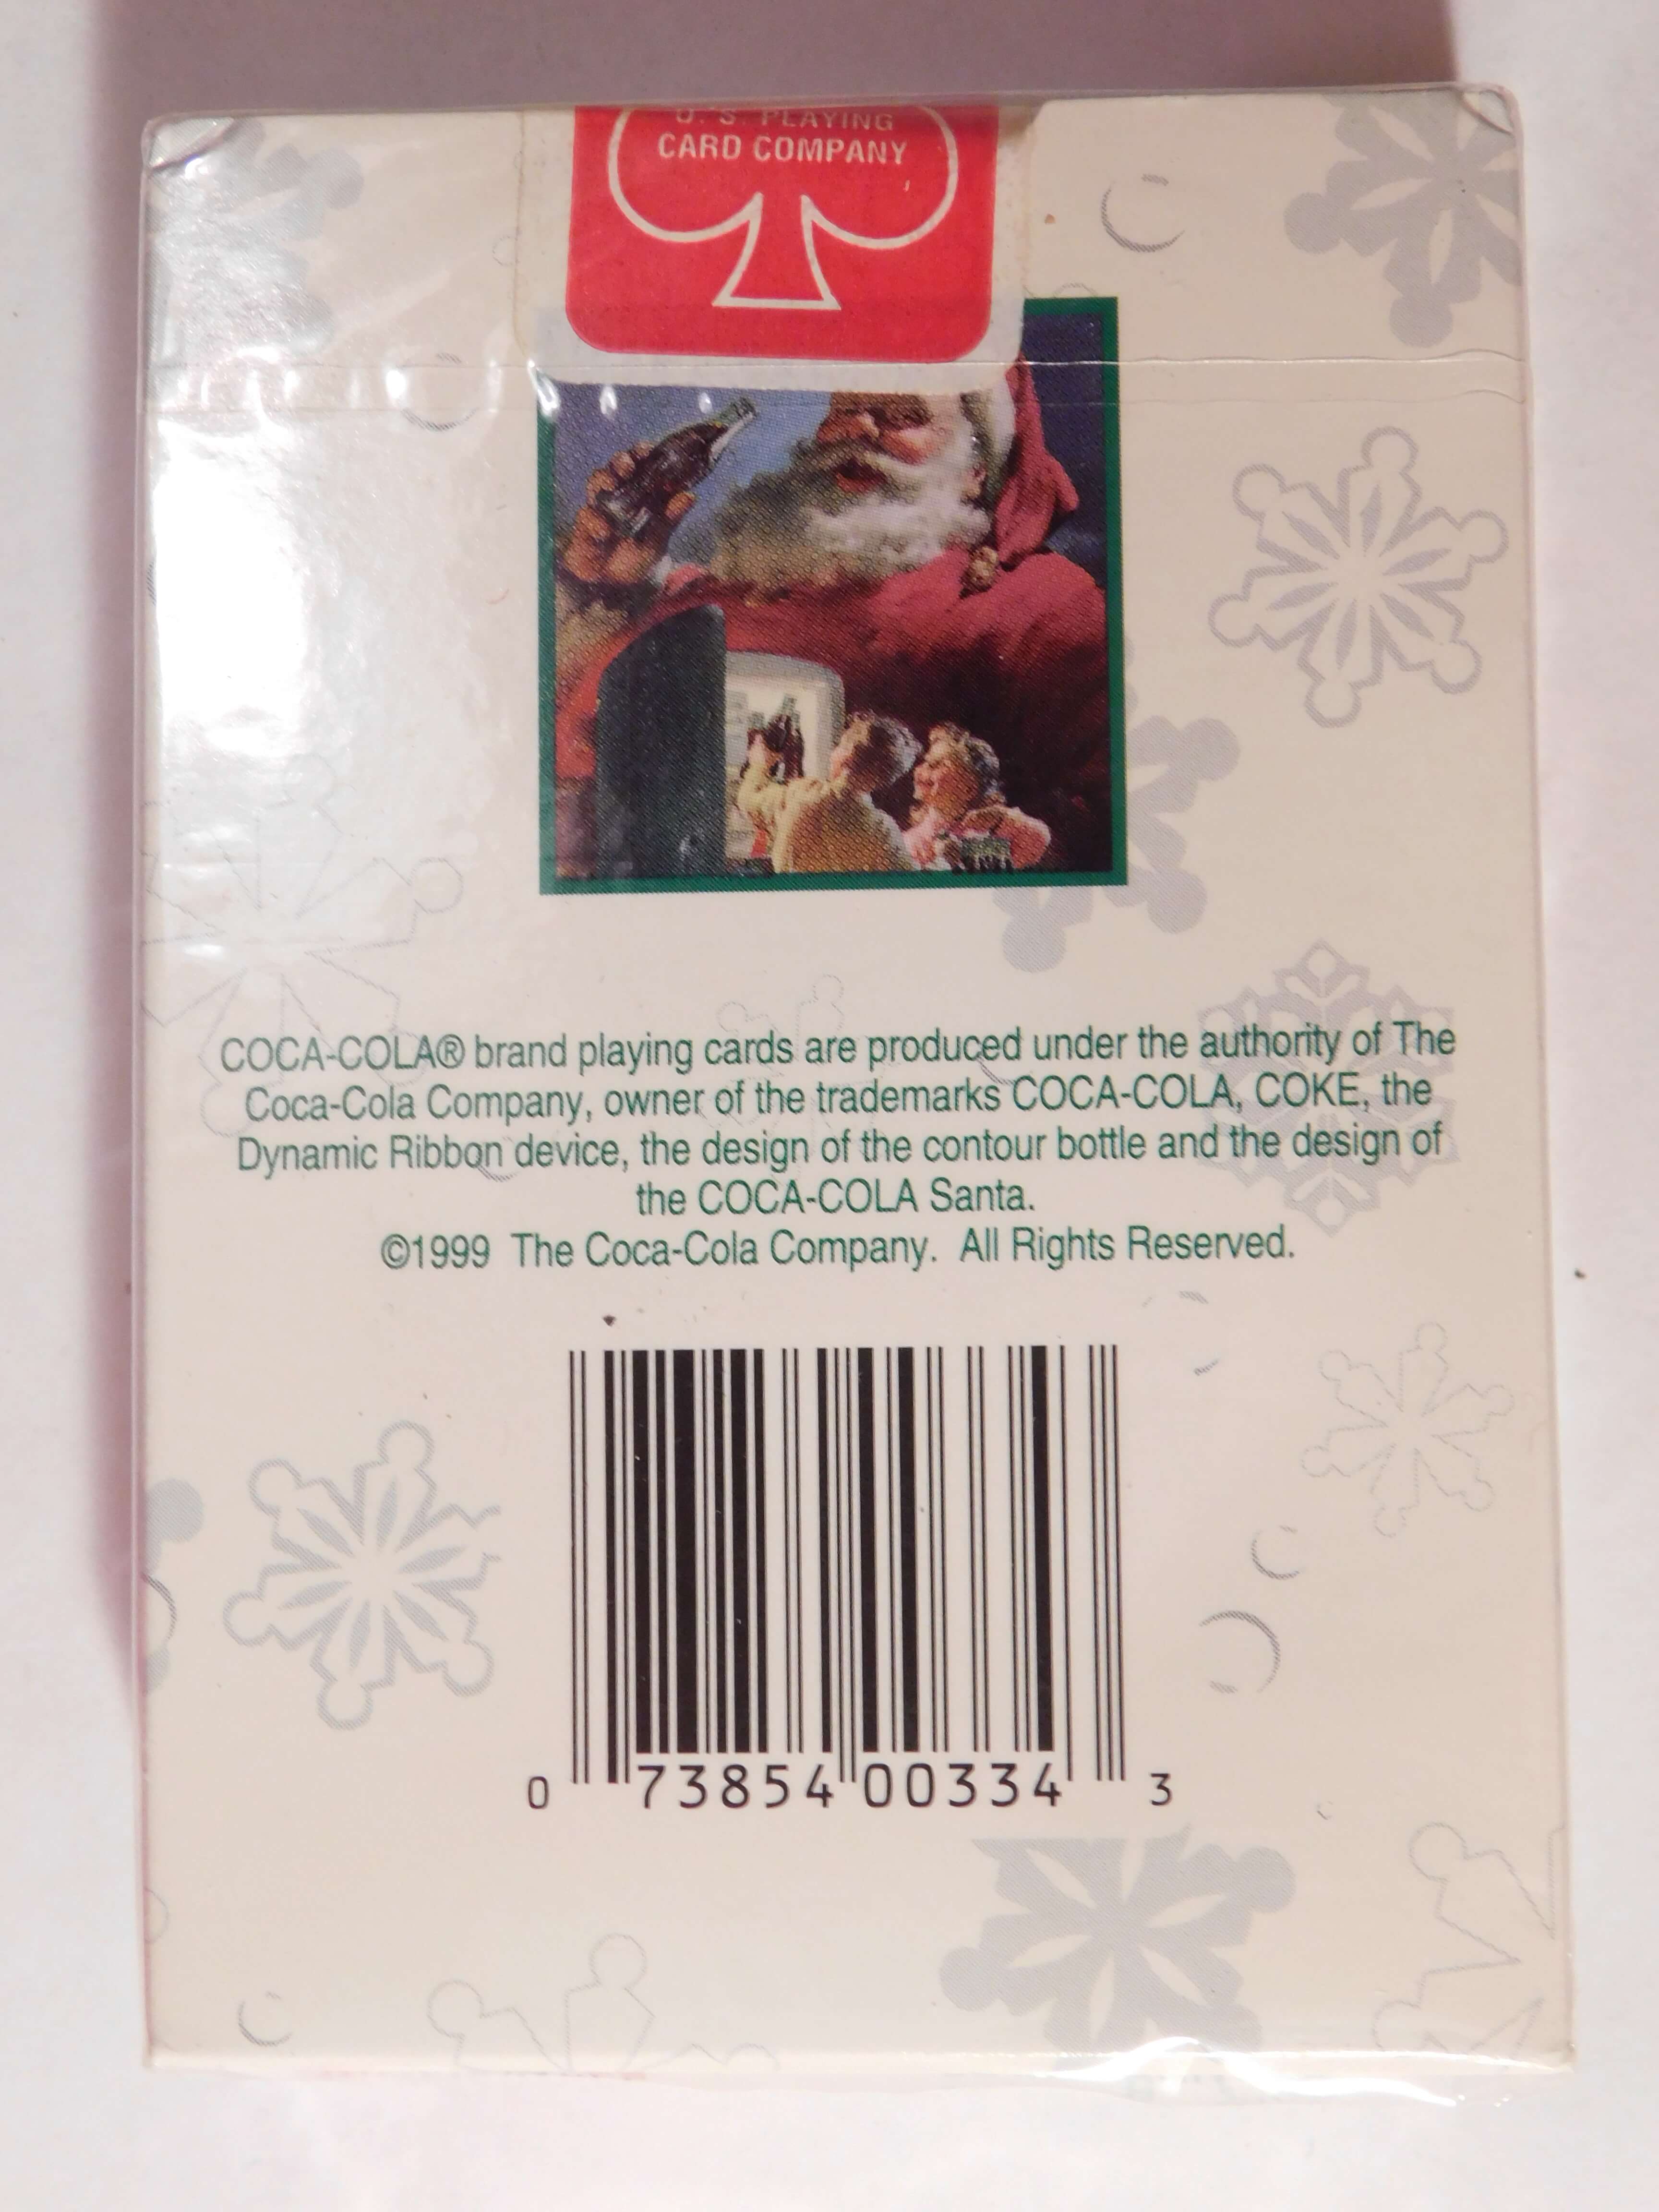 U. S. PLAYING
CARD COMPANY
COCA-COLA® brand playing cards are produced under the authority of The
Coca-Cola Company, owner of the trademarks COCA-COLA, COKE, the
Dynamic Ribbon device, the design of the contour bottle and the design of
the COCA-COLA Santa.
©1999 The Coca-Cola Company. All Rights Reserved.
0 73854 00334 3